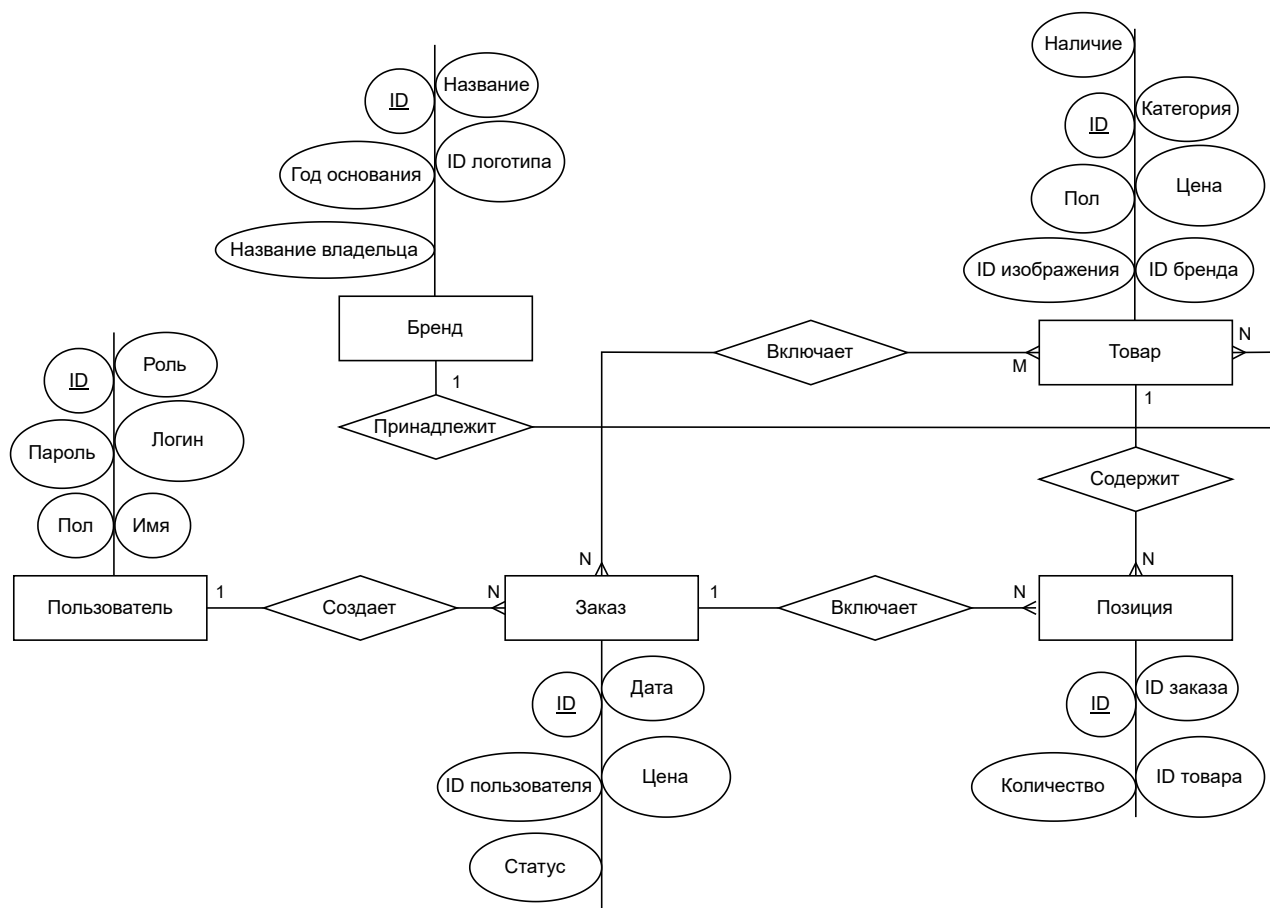 Название
ID
ID логотипа
Год основания
Название владельца
Бренд
1
Принадлежит
Наличие
Категория
ID
Цена
Пол
ID изображения
ID бренда
Включает
M
Товар
N
1
Содержит
N
Роль
ID
Логин
Пароль
Пол
Имя
Пользователь
1
Создает
N
N
Заказ
1
Включает
N
Позиция
Дата
ID
Цена
ID пользователя
Статус
ID заказа
ID
ID товара
Количество